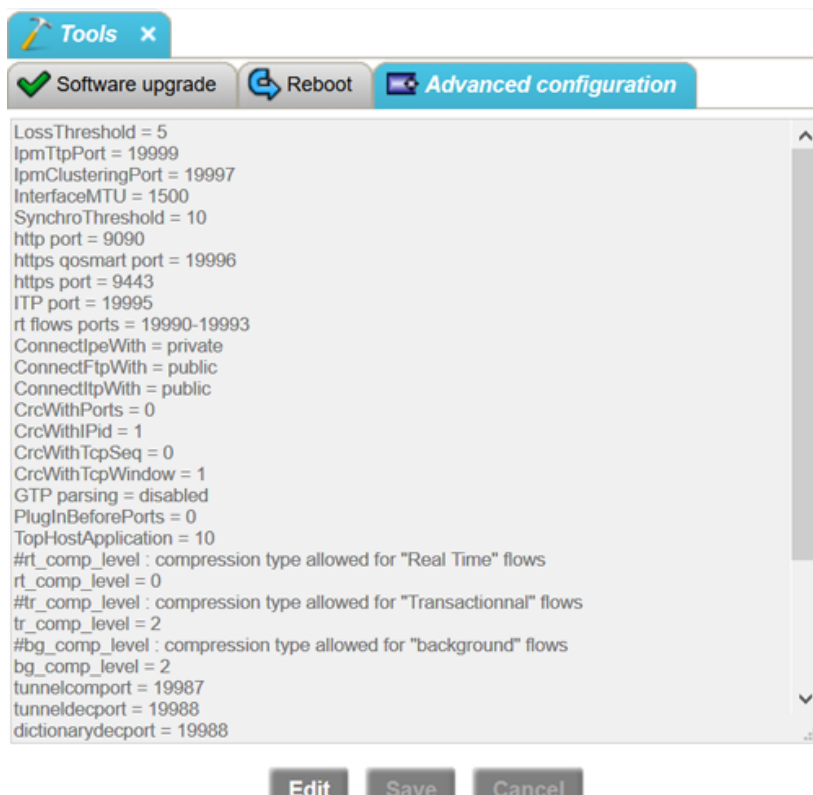 Tools ×
Software upgrade Reboot Advanced configuration
LossThreshold = 5
IpmTtpPort = 19999
IpmClusteringPort = 19997
InterfaceMTU = 1500
SynchroThreshold = 10
http port = 9090
https qosmart port = 19996
https port = 9443
ITP port = 19995
rt flows ports = 19990-19993
ConnectIpeWith = private
ConnectFtpWith = public
ConnectItpWith = public
CrcWithPorts = 0
CrcWithIPid = 1
CrcWithTcpSeq = 0
CrcWithTcpWindow = 1
GTP parsing = disabled
PlugInBeforePorts = 0
TopHostApplication = 10
#rt_comp_level : compression type allowed for "Real Time" flows
rt_comp_level = 0
#tr_comp_level : compression type allowed for "Transactionnal" flows
tr_comp_level = 2
#bg_comp_level : compression type allowed for "background" flows
bg_comp_level = 2
tunnelcomport = 19987
tunneldecport = 19988
dictionarydecport = 19988
Edit Save Cancel